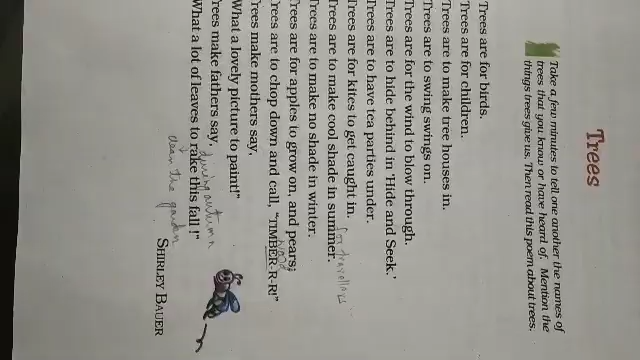 Trees
Take a few minutes to tell one another the names of
trees that you know or have heard of. Mention the
things trees give us. Then read this poem about trees.
Trees are for birds.
Trees are for children.
Trees are to make tree houses in.
Trees are to swing swings on.
Trees are for the wind to blow through.
Trees are to hide behind in 'Hide and Seek.'
Trees are to have tea parties under.
Trees are for kites to get caught in.
Trees are to make cool shade in summer.
for travellers
Trees are to make no shade in winter.
Trees are for apples to grow on, and pears;
wood
Trees are to chop down and call, "TIMBER-R-R!"
Trees make mothers say,
"What a lovely picture to paint!"
Trees make fathers say,
during autumn
"What a lot of leaves to rake this fall!"
clean the garden
SHIRLEY BAUER